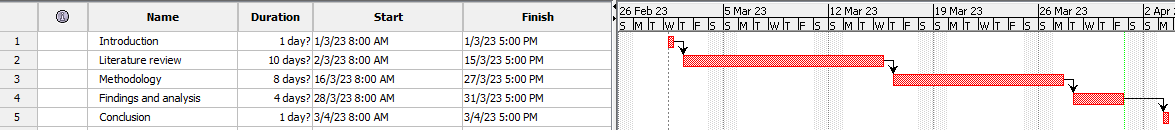 Name Duration Start Finish 26 Feb 23 5 Mar 23 12 Mar 23 19 Mar 23 26 Mar 23 2 Apr
S M T W T F S S M T W T F S S M T W T F S S M T W T F S S M T W T F S S M
1 Introduction 1 day? 1/3/23 8:00 AM 1/3/23 5:00 PM
2 Literature review 10 days? 2/3/23 8:00 AM 15/3/23 5:00 PM
3 Methodology 8 days? 16/3/23 8:00 AM 27/3/23 5:00 PM
4 Findings and analysis 4 days? 28/3/23 8:00 AM 31/3/23 5:00 PM
5 Conclusion 1 day? 3/4/23 8:00 AM 3/4/23 5:00 PM